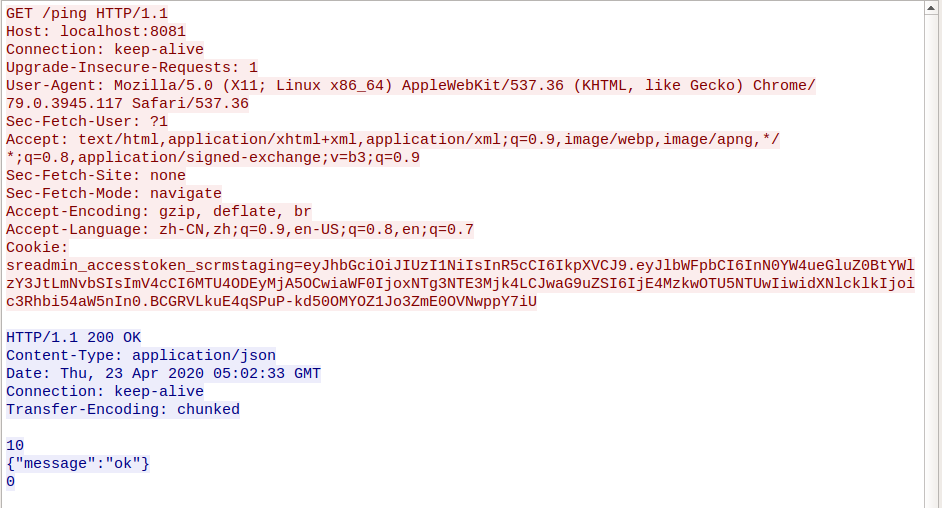 GET /ping HTTP/1.1
Host: localhost:8081
Connection: keep-alive
Upgrade-Insecure-Requests: 1
User-Agent: Mozilla/5.0 (X11; Linux x86_64) AppleWebKit/537.36 (KHTML, like Gecko) Chrome/
79.0.3945.117 Safari/537.36
Sec-Fetch-User: ?1
Accept: text/html,application/xhtml+xml,application/xml;q=0.9,image/webp,image/apng,*/
*;q=0.8,application/signed-exchange;v=b3;q=0.9
Sec-Fetch-Site: none
Sec-Fetch-Mode: navigate
Accept-Encoding: gzip, deflate, br
Accept-Language: zh-CN,zh;q=0.9,en-US;q=0.8,en;q=0.7
Cookie:
sreadmin_accesstoken_scrmstaging=eyJhbGciOiJIUzI1NiIsInR5cCI6IkpXVCJ9.eyJlbWFpbCI6InN0YW4ueGluZ0BtYWl
zY3JtLmNvbSIsImV4cCI6MTU4ODEyMjA5OCwiaWF0IjoxNTg3NTE3Mjk4LCJwaG9uZSI6IjE4MzkwOTU5NTUwIiwidXNlcklkIjoi
c3Rhbi54aW5nIn0.BCGRVLkuE4qSPuP-kd50OMYOZ1Jo3ZmE0OVNwppY7iU
HTTP/1.1 200 OK
Content-Type: application/json
Date: Thu, 23 Apr 2020 05:02:33 GMT
Connection: keep-alive
Transfer-Encoding: chunked
10
{"message":"ok"}
0